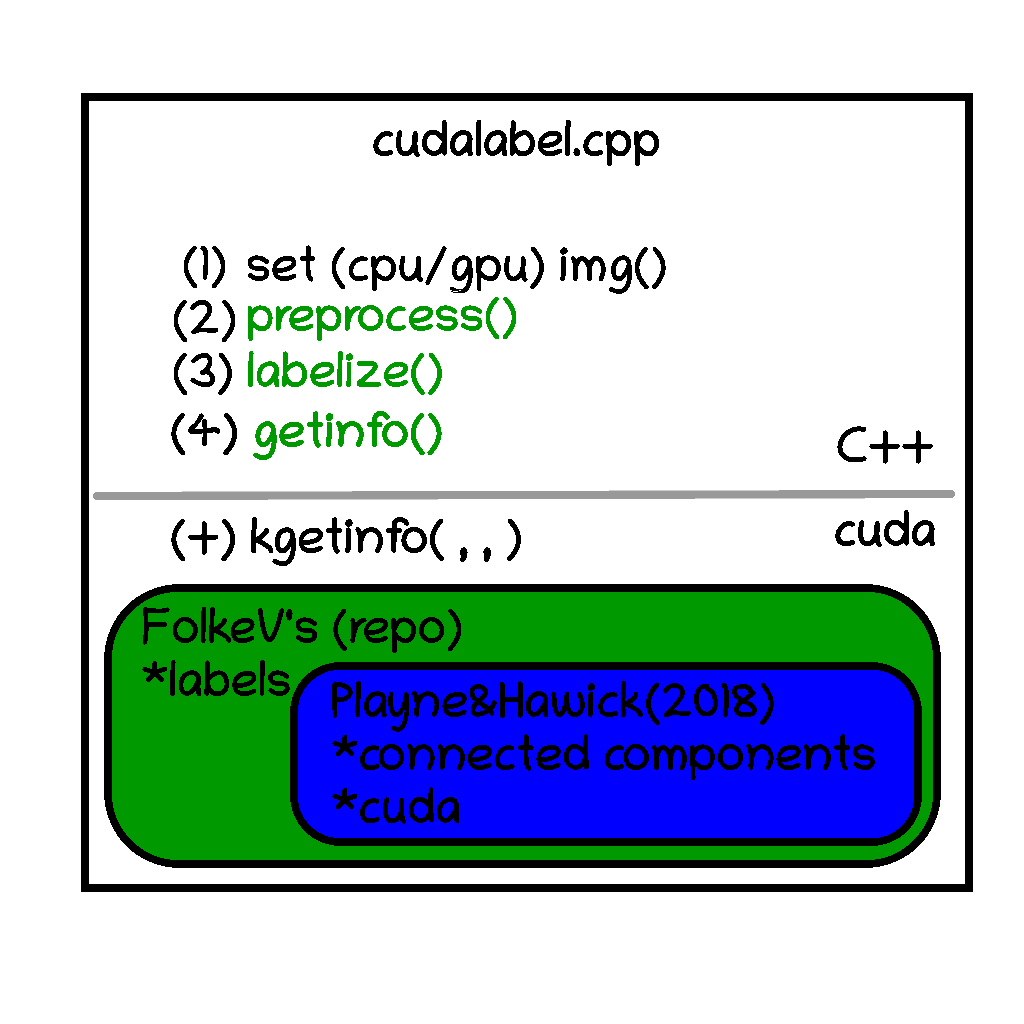 cudalabel.cpp
(1) set (cpu/gpu) img()
(2) preprocess()
(3) labelize()
(4) getinfo()
C++
cuda
(+) kgetinfo( , , )
FolkeV's (repo)
*labels
Playne&Hawick(2018)
*connected components
*cuda